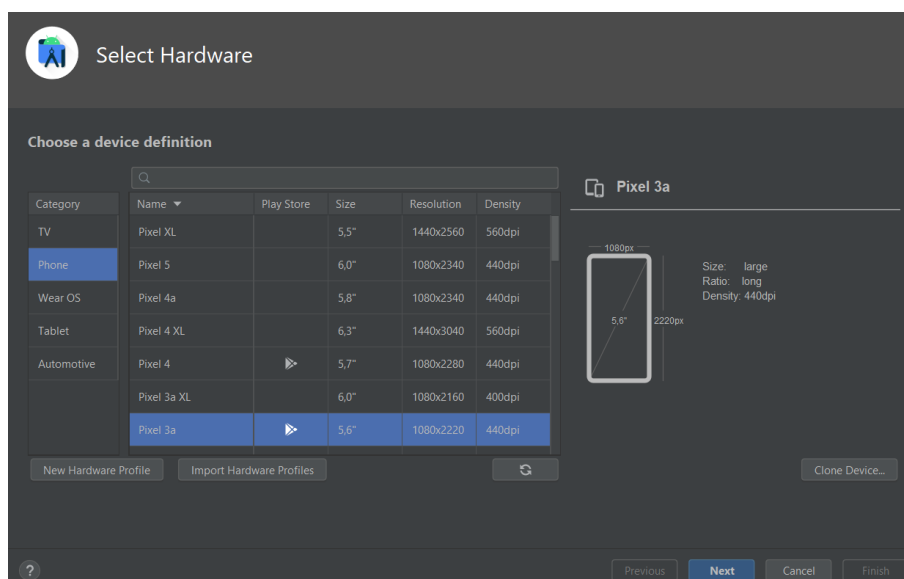 Select Hardware
Choose a device definition
Category
TV
Phone
Wear OS
Tablet
Automotive
Name Play Store Size Resolution Density
Pixel XL 5,5" 1440x2560 560dpi
Pixel 5 6,0" 1080x2340 440dpi
Pixel 4a 5,8" 1080x2340 440dpi
Pixel 4 XL 6,3" 1440x3040 560dpi
Pixel 4 5,7" 1080x2280 440dpi
Pixel 3a XL 6,0" 1080x2160 400dpi
Pixel 3a 5,6" 1080x2220 440dpi
New Hardware Profile Import Hardware Profiles
Pixel 3a
1080px
5,6" 2220px
Size: large
Ratio: long
Density: 440dpi
Clone Device...
? Previous Next Cancel Finish